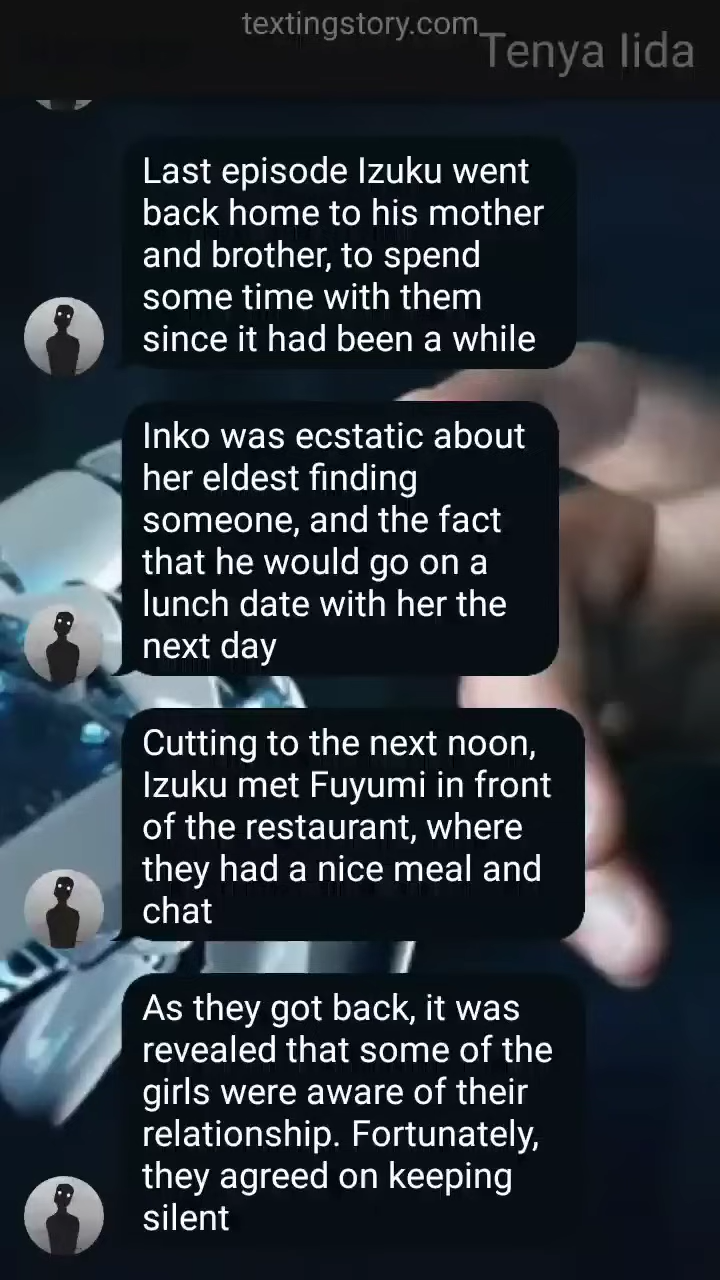 textingstory.com
Tenya Iida
Last episode Izuku went
back home to his mother
and brother, to spend
some time with them
since it had been a while
Inko was ecstatic about
her eldest finding
someone, and the fact
that he would go on a
lunch date with her the
next day
Cutting to the next noon,
Izuku met Fuyumi in front
of the restaurant, where
they had a nice meal and
chat
As they got back, it was
revealed that some of the
girls were aware of their
relationship. Fortunately,
they agreed on keeping
silent